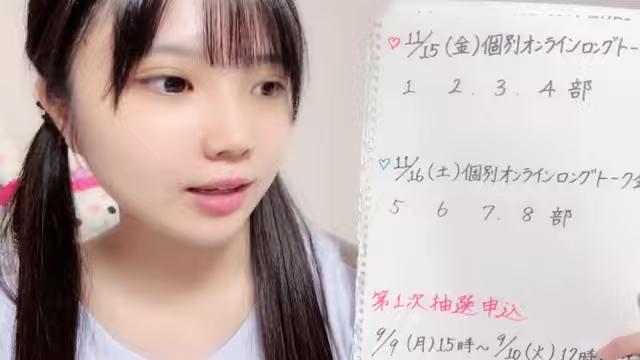 ♡11/15(金)個別オンラインロングトー
1 2. 3. 4 部
♡11/16(土)個別オンラインロングトーク会
5 6 7. 8 部
第1次抽選申込
9/9(月)15時〜9/10(火)12時